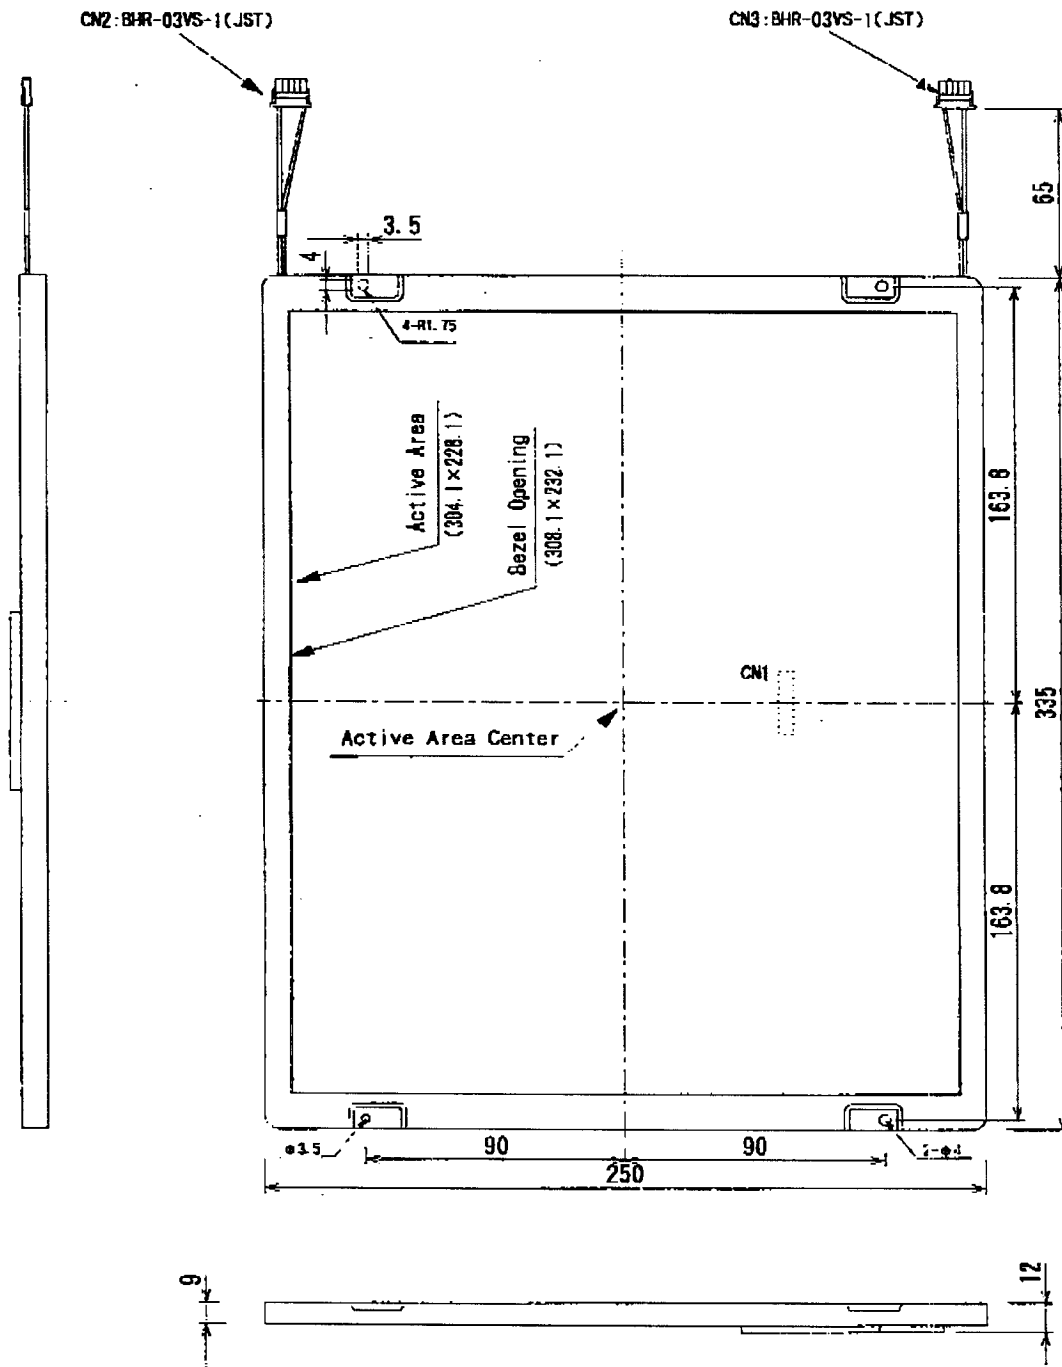 CN2:BHR-03VS-1(JST)
CN3:BHR-03VS-1(JST)
65
3.5
4
4-R1.75
Active Area
(304.1×228.1)
Bezel Opening
(308.1×232.1)
163.8
CN1
335
Active Area Center
163.8
φ3.5
90
90
2-φ4
250
9
12